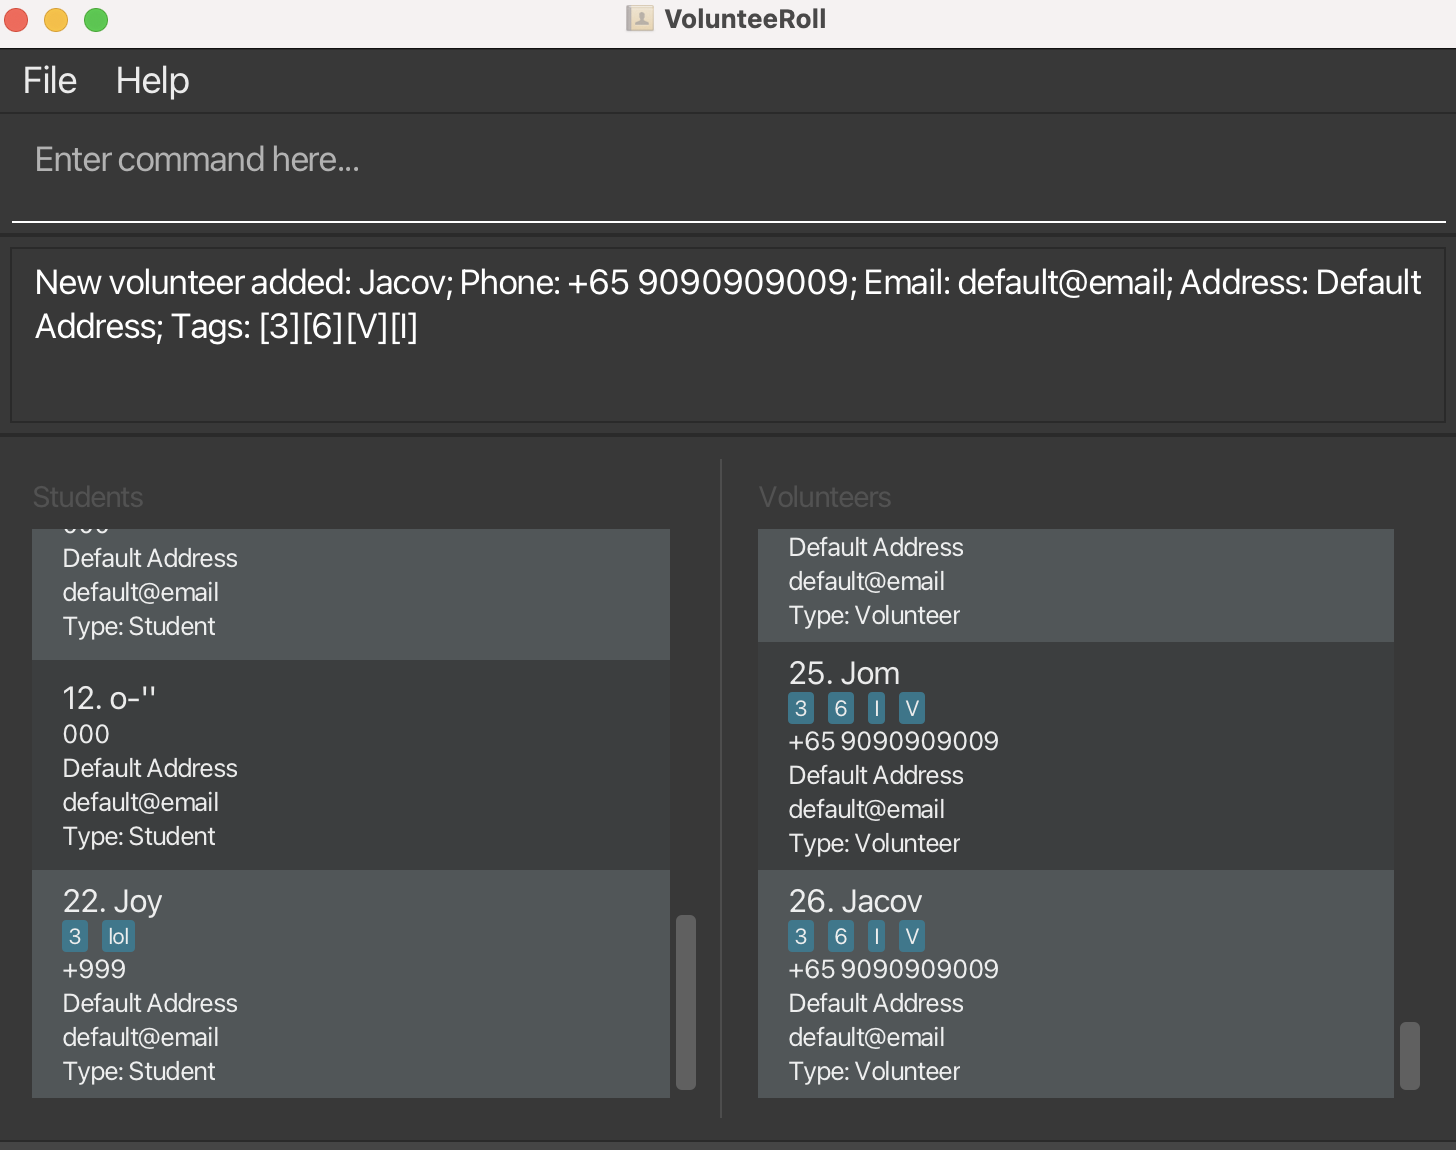 VolunteeRoll
File Help
Enter command here...
New volunteer added: Jacov; Phone: +65 9090909009; Email: default@email; Address: Default
Address; Tags: [3][6][V][I]
Students
Default Address
default@email
Type: Student
12. o-''
000
Default Address
default@email
Type: Student
22. Joy
3 lol
+999
Default Address
default@email
Type: Student
Volunteers
Default Address
default@email
Type: Volunteer
25. Jom
3 6 I V
+65 9090909009
Default Address
default@email
Type: Volunteer
26. Jacov
3 6 I V
+65 9090909009
Default Address
default@email
Type: Volunteer